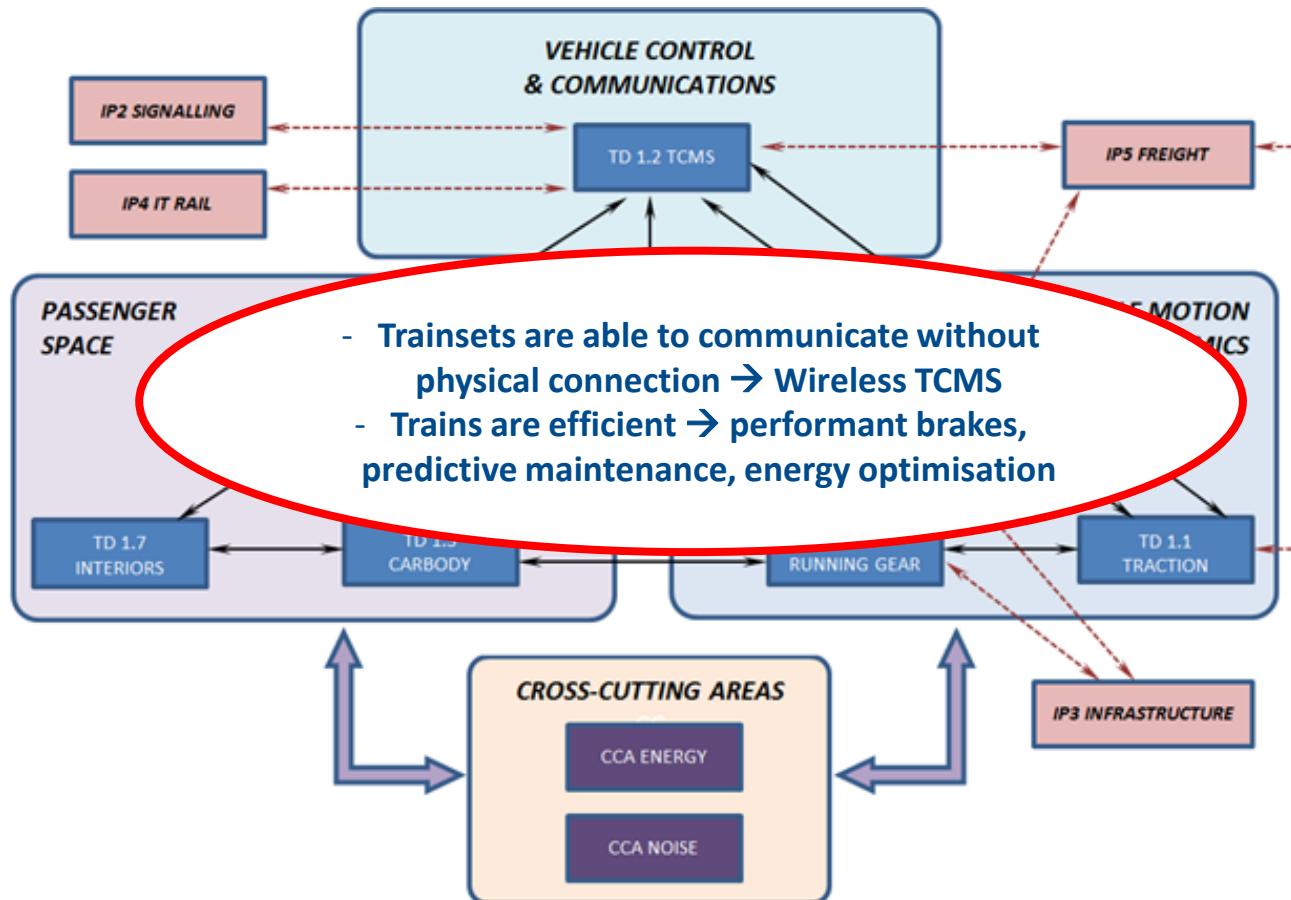 VEHICLE CONTROL
& COMMUNICATIONS
IP2 SIGNALLING
TD 1.2 TCMS
IP5 FREIGHT
IP4 IT RAIL
PASSENGER
SPACE
MOTION
- Trainsets are able to communicate without
physical connection → Wireless TCMS
- Trains are efficient → performant brakes,
predictive maintenance, energy optimisation
TD 1.7
INTERIORS
CARBODY
RUNNING GEAR
TD 1.1
TRACTION
CROSS-CUTTING AREAS
CCA ENERGY
CCA NOISE
IP3 INFRASTRUCTURE